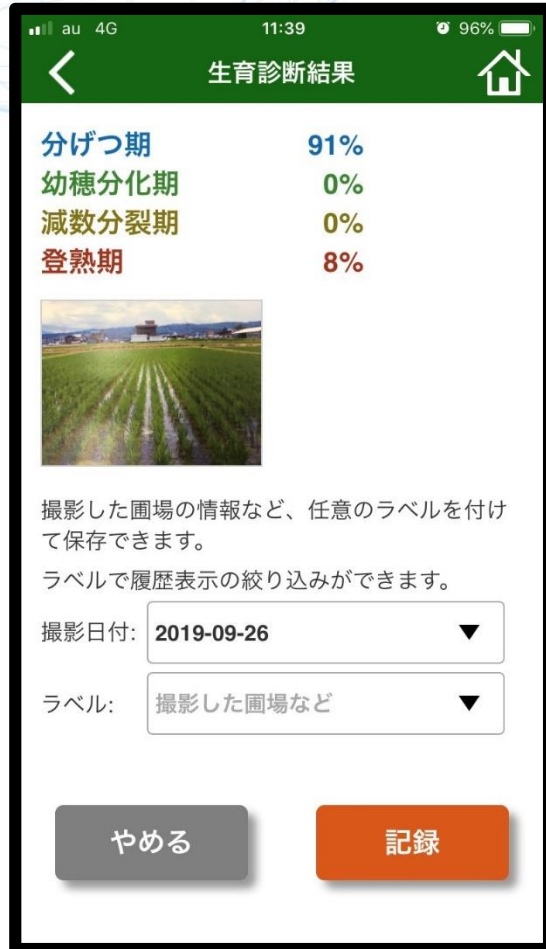 au 4G 11:39 96%
生育診断結果
分げつ期 91%
幼穂分化期 0%
減数分裂期 0%
登熟期 8%
撮影した圃場の情報など、任意のラベルを付け
て保存できます。
ラベルで履歴表示の絞り込みができます。
撮影日付: 2019-09-26
ラベル: 撮影した圃場など
やめる 記録